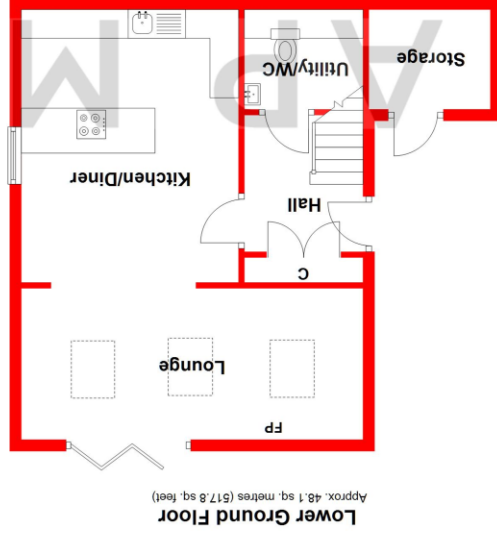 Lower Ground Floor
Approx. 48.1 sq. metres (517.8 sq. feet)
FP
Lounge
C
Hall
Kitchen/Diner
Storage
Utility/WC
APM